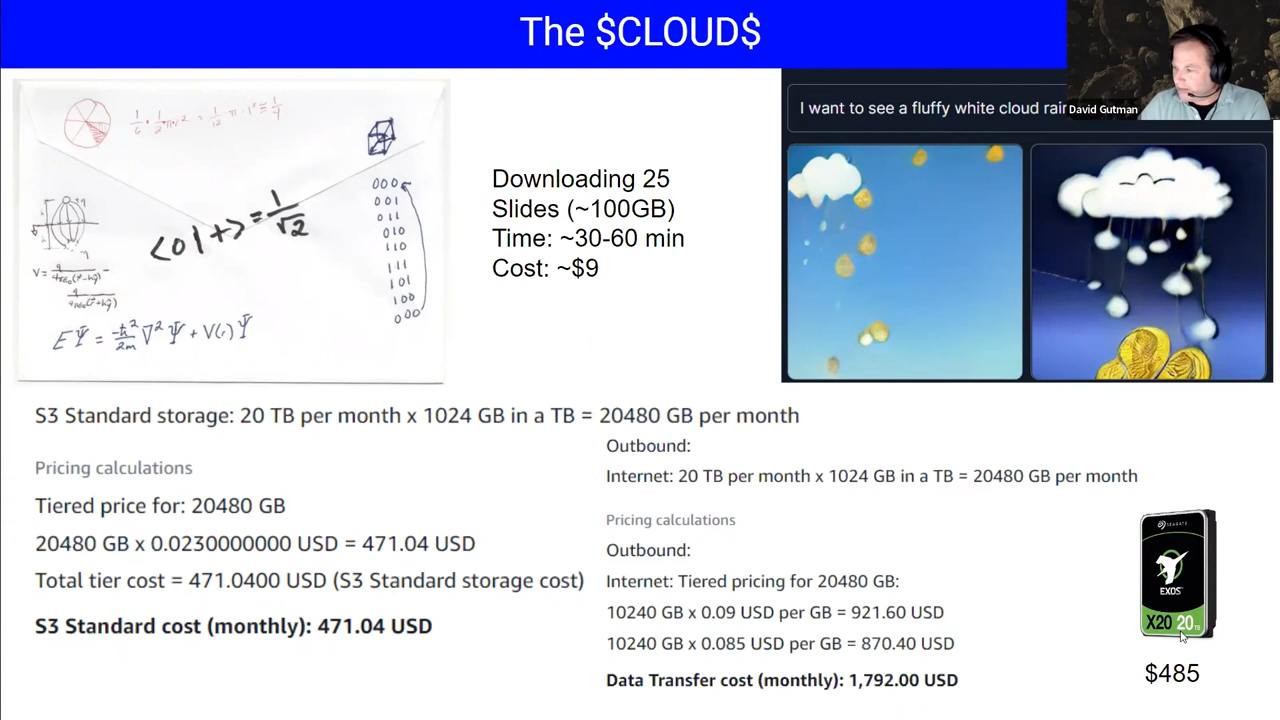 The $CLOUD$
David Gutman
I want to see a fluffy white cloud rain
<0|+> = 1/√2
000
001
011
010
110
111
101
100
000
EΨ = -ħ²/2m ∇²Ψ + V(r)Ψ
Downloading 25
Slides (~100GB)
Time: ~30-60 min
Cost: ~$9
S3 Standard storage: 20 TB per month x 1024 GB in a TB = 20480 GB per month
Pricing calculations
Tiered price for: 20480 GB
20480 GB x 0.0230000000 USD = 471.04 USD
Total tier cost = 471.0400 USD (S3 Standard storage cost)
S3 Standard cost (monthly): 471.04 USD
Outbound:
Internet: 20 TB per month x 1024 GB in a TB = 20480 GB per month
Pricing calculations
Outbound:
Internet: Tiered pricing for 20480 GB:
10240 GB x 0.09 USD per GB = 921.60 USD
10240 GB x 0.085 USD per GB = 870.40 USD
Data Transfer cost (monthly): 1,792.00 USD
SEAGATE
EXOS
X20 20TB
$485